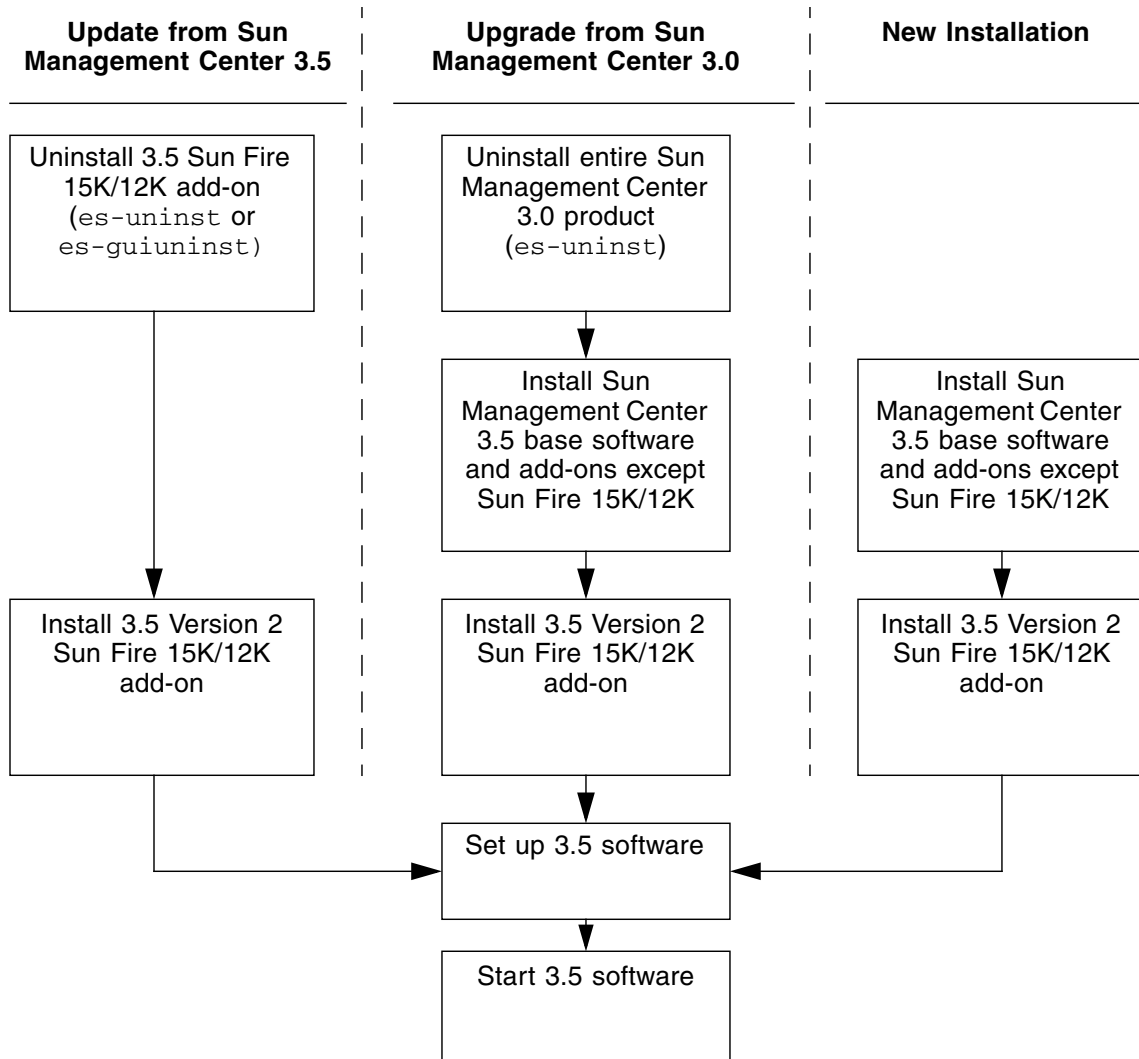 Update from Sun
Management Center 3.5
Upgrade from Sun
Management Center 3.0
New Installation
Uninstall 3.5 Sun Fire
15K/12K add-on
(es-uninst or
es-guiuninst)
Uninstall entire Sun
Management Center
3.0 product
(es-uninst)
Install Sun
Management Center
3.5 base software
and add-ons except
Sun Fire 15K/12K
Install Sun
Management Center
3.5 base software
and add-ons except
Sun Fire 15K/12K
Install 3.5 Version 2
Sun Fire 15K/12K
add-on
Install 3.5 Version 2
Sun Fire 15K/12K
add-on
Install 3.5 Version 2
Sun Fire 15K/12K
add-on
Set up 3.5 software
Start 3.5 software